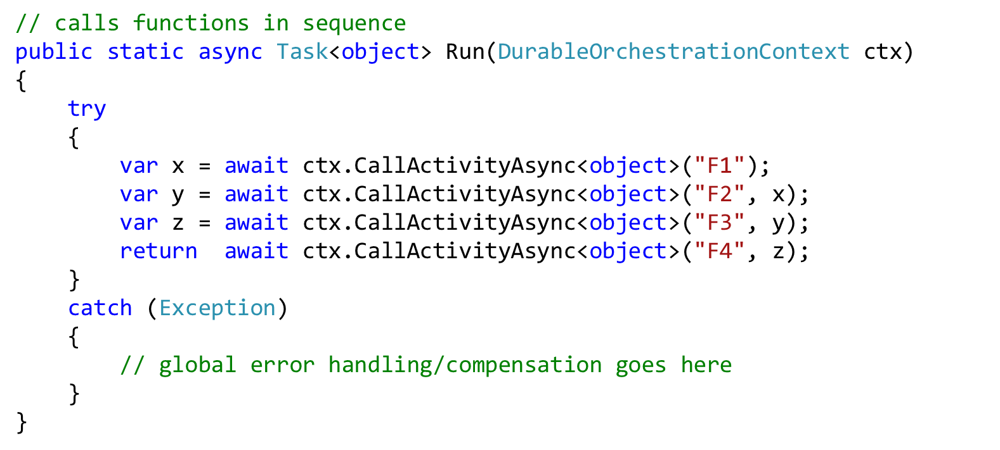 // calls functions in sequence
public static async Task<object> Run(DurableOrchestrationContext ctx)
{
    try
    {
        var x = await ctx.CallActivityAsync<object>("F1");
        var y = await ctx.CallActivityAsync<object>("F2", x);
        var z = await ctx.CallActivityAsync<object>("F3", y);
        return  await ctx.CallActivityAsync<object>("F4", z);
    }
    catch (Exception)
    {
        // global error handling/compensation goes here
    }
}